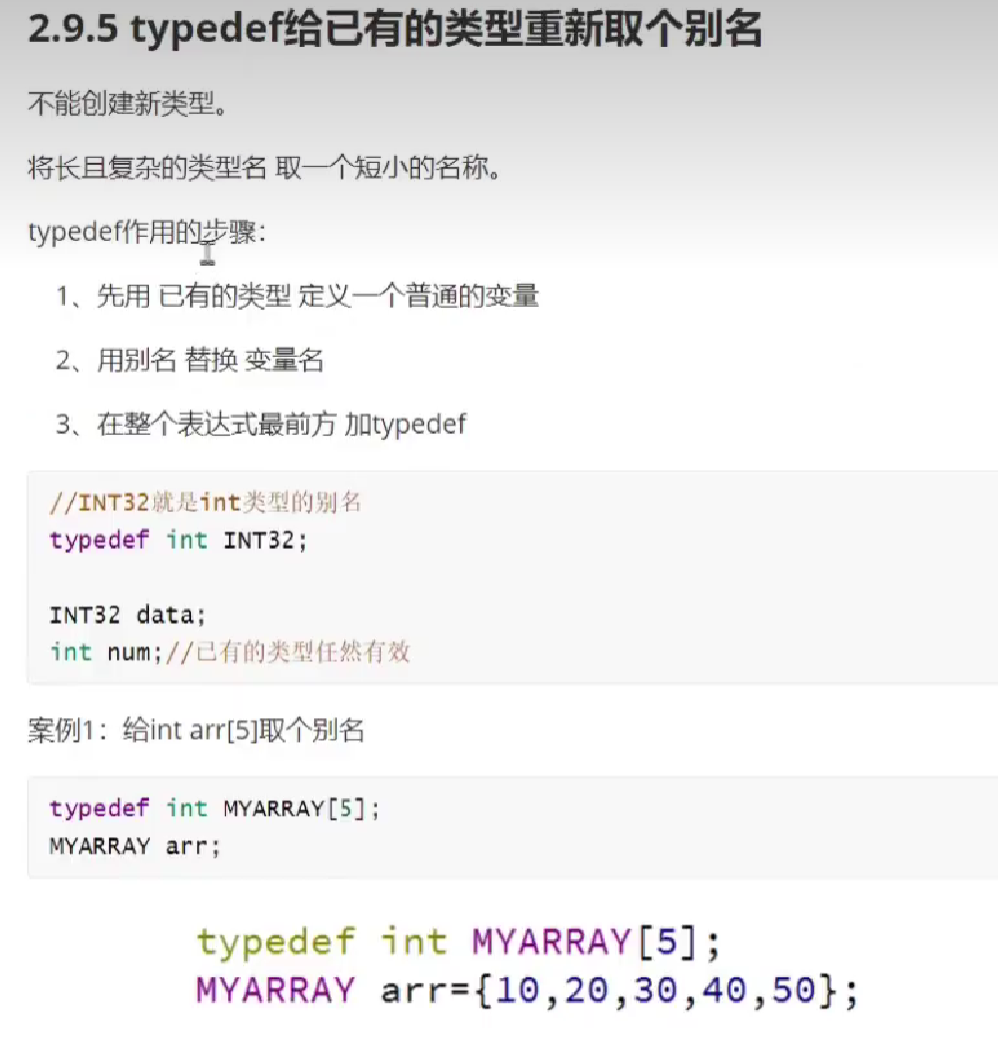 2.9.5 typedef给已有的类型重新取个别名
不能创建新类型。
将长且复杂的类型名 取一个短小的名称。
typedef作用的步骤：
1、先用 已有的类型 定义一个普通的变量
2、用别名 替换 变量名
3、在整个表达式最前方 加typedef
//INT32就是int类型的别名
typedef int INT32;
INT32 data;
int num;//已有的类型任然有效
案例1：给int arr[5]取个别名
typedef int MYARRAY[5];
MYARRAY arr;
typedef int MYARRAY[5];
MYARRAY arr={10,20,30,40,50};